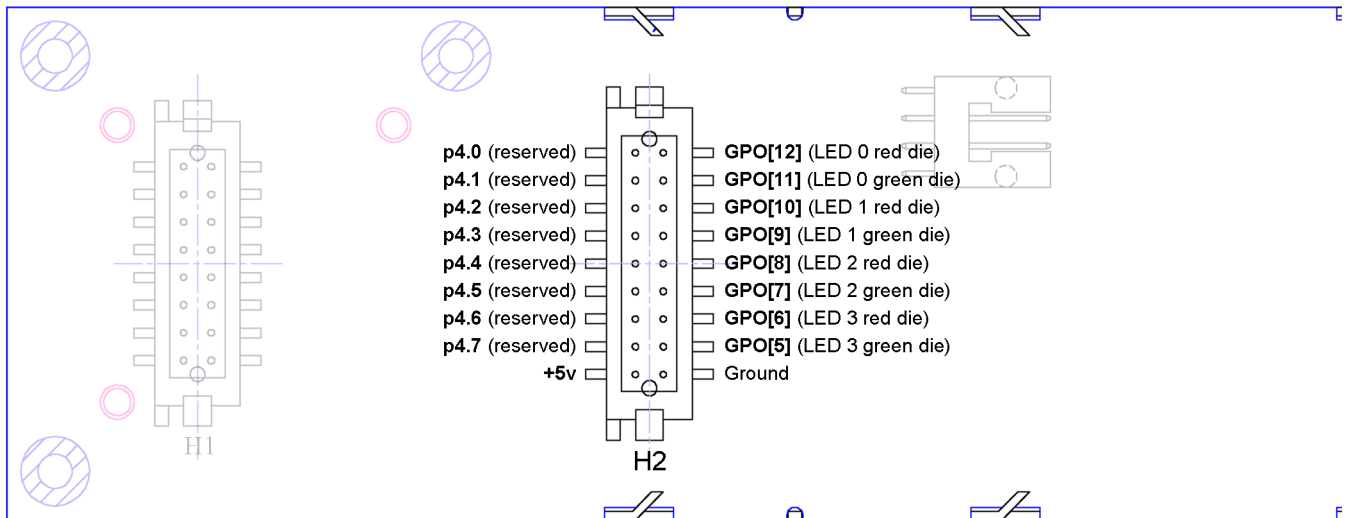 p4.0 (reserved) GPO[12] (LED 0 red die)
p4.1 (reserved) GPO[11] (LED 0 green die)
p4.2 (reserved) GPO[10] (LED 1 red die)
p4.3 (reserved) GPO[9] (LED 1 green die)
p4.4 (reserved) GPO[8] (LED 2 red die)
p4.5 (reserved) GPO[7] (LED 2 green die)
p4.6 (reserved) GPO[6] (LED 3 red die)
p4.7 (reserved) GPO[5] (LED 3 green die)
+5v Ground
H1
H2